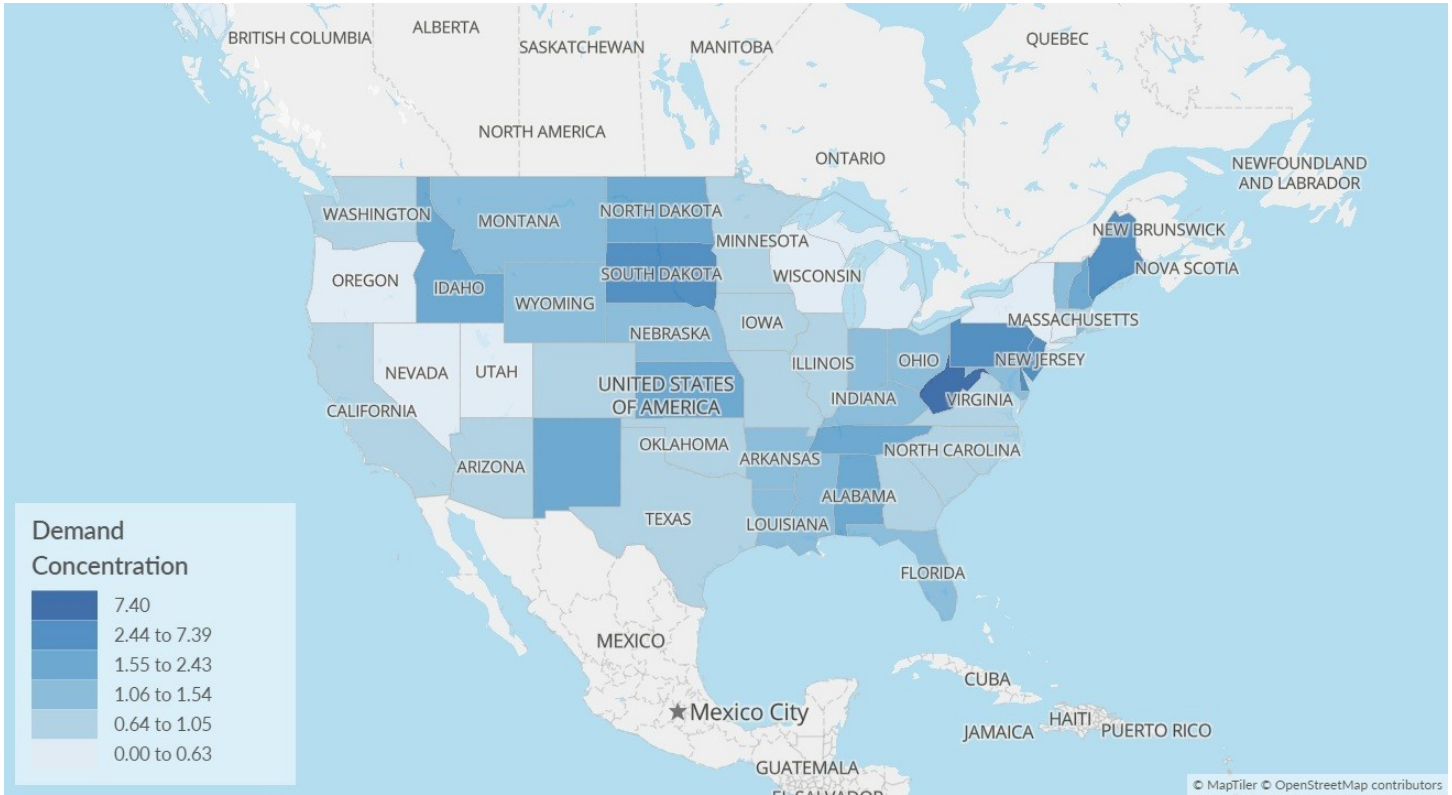 ALBERTA
BRITISH COLUMBIA
SASKATCHEWAN
MANITOBA
QUEBEC
NORTH AMERICA
ONTARIO
NEWFOUNDLAND
AND LABRADOR
WASHINGTON
MONTANA
NORTH DAKOTA
MINNESOTA
NEW BRUNSWICK
NOVA SCOTIA
OREGON
IDAHO
SOUTH DAKOTA
WISCONSIN
WYOMING
IOWA
MASSACHUSETTS
NEBRASKA
NEVADA
UTAH
ILLINOIS
OHIO
NEW JERSEY
UNITED STATES
OF AMERICA
INDIANA
VIRGINIA
CALIFORNIA
ARIZONA
OKLAHOMA
ARKANSAS
NORTH CAROLINA
TEXAS
LOUISIANA
ALABAMA
FLORIDA
MEXICO
Mexico City
CUBA
JAMAICA
HAITI
PUERTO RICO
GUATEMALA
EL SALVADOR
Demand
Concentration
7.40
2.44 to 7.39
1.55 to 2.43
1.06 to 1.54
0.64 to 1.05
0.00 to 0.63
© MapTiler © OpenStreetMap contributors